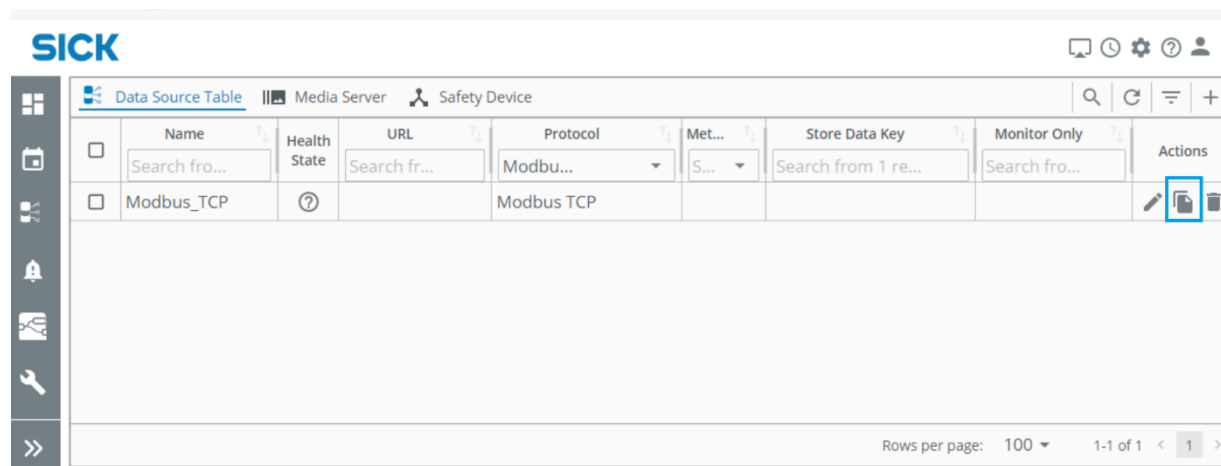 SICK
Data Source Table Media Server Safety Device
Name Health State URL Protocol Met... Store Data Key Monitor Only Actions
Search fro... Search fr... Modbu... S... Search from 1 re... Search fro...
Modbus_TCP Modbus TCP
Rows per page: 100 1-1 of 1 < 1 >